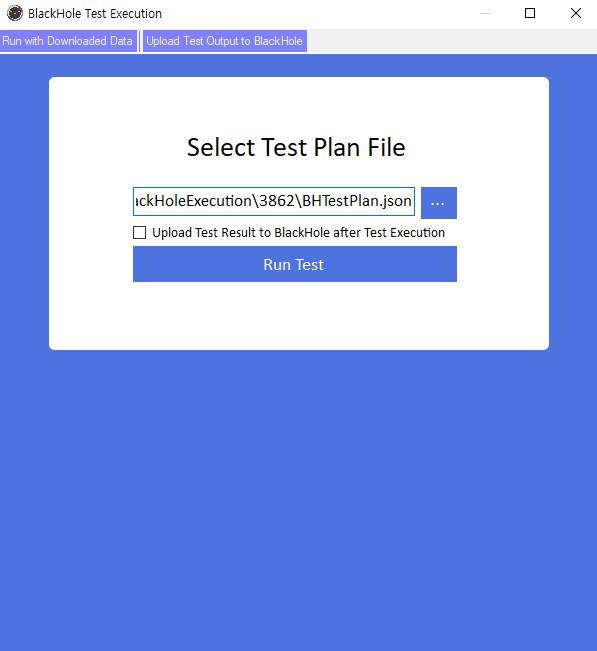 BlackHole Test Execution
Run with Downloaded Data
Upload Test Output to BlackHole
Select Test Plan File
ackHoleExecution\3862\BHTestPlan.json
...
Upload Test Result to BlackHole after Test Execution
Run Test